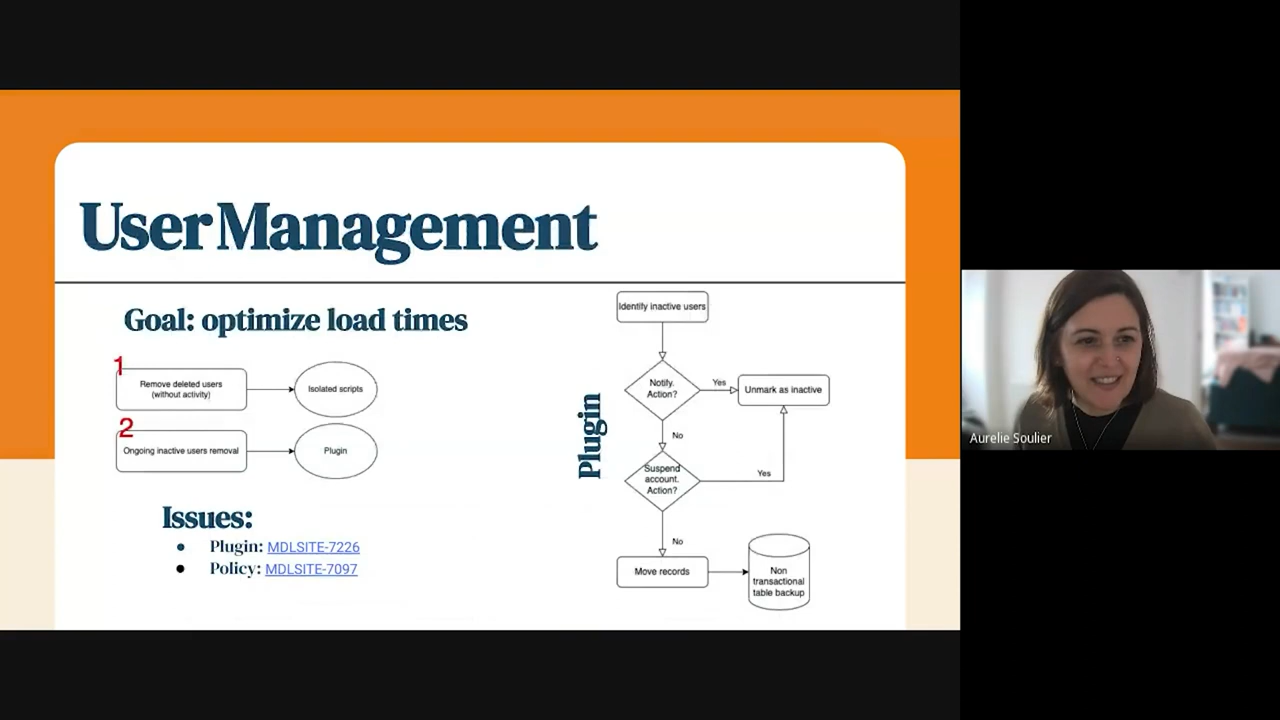 User Management
Goal: optimize load times
1
Remove deleted users
(without activity)
Isolated scripts
2
Ongoing inactive users removal
Plugin
Issues:
Plugin: MDLSITE-7226
Policy: MDLSITE-7097
Plugin
Identify inactive users
Notify.
Action?
Yes
Unmark as inactive
No
Suspend
account.
Action?
Yes
No
Move records
Non
transactional
table backup
Aurelie Soulier